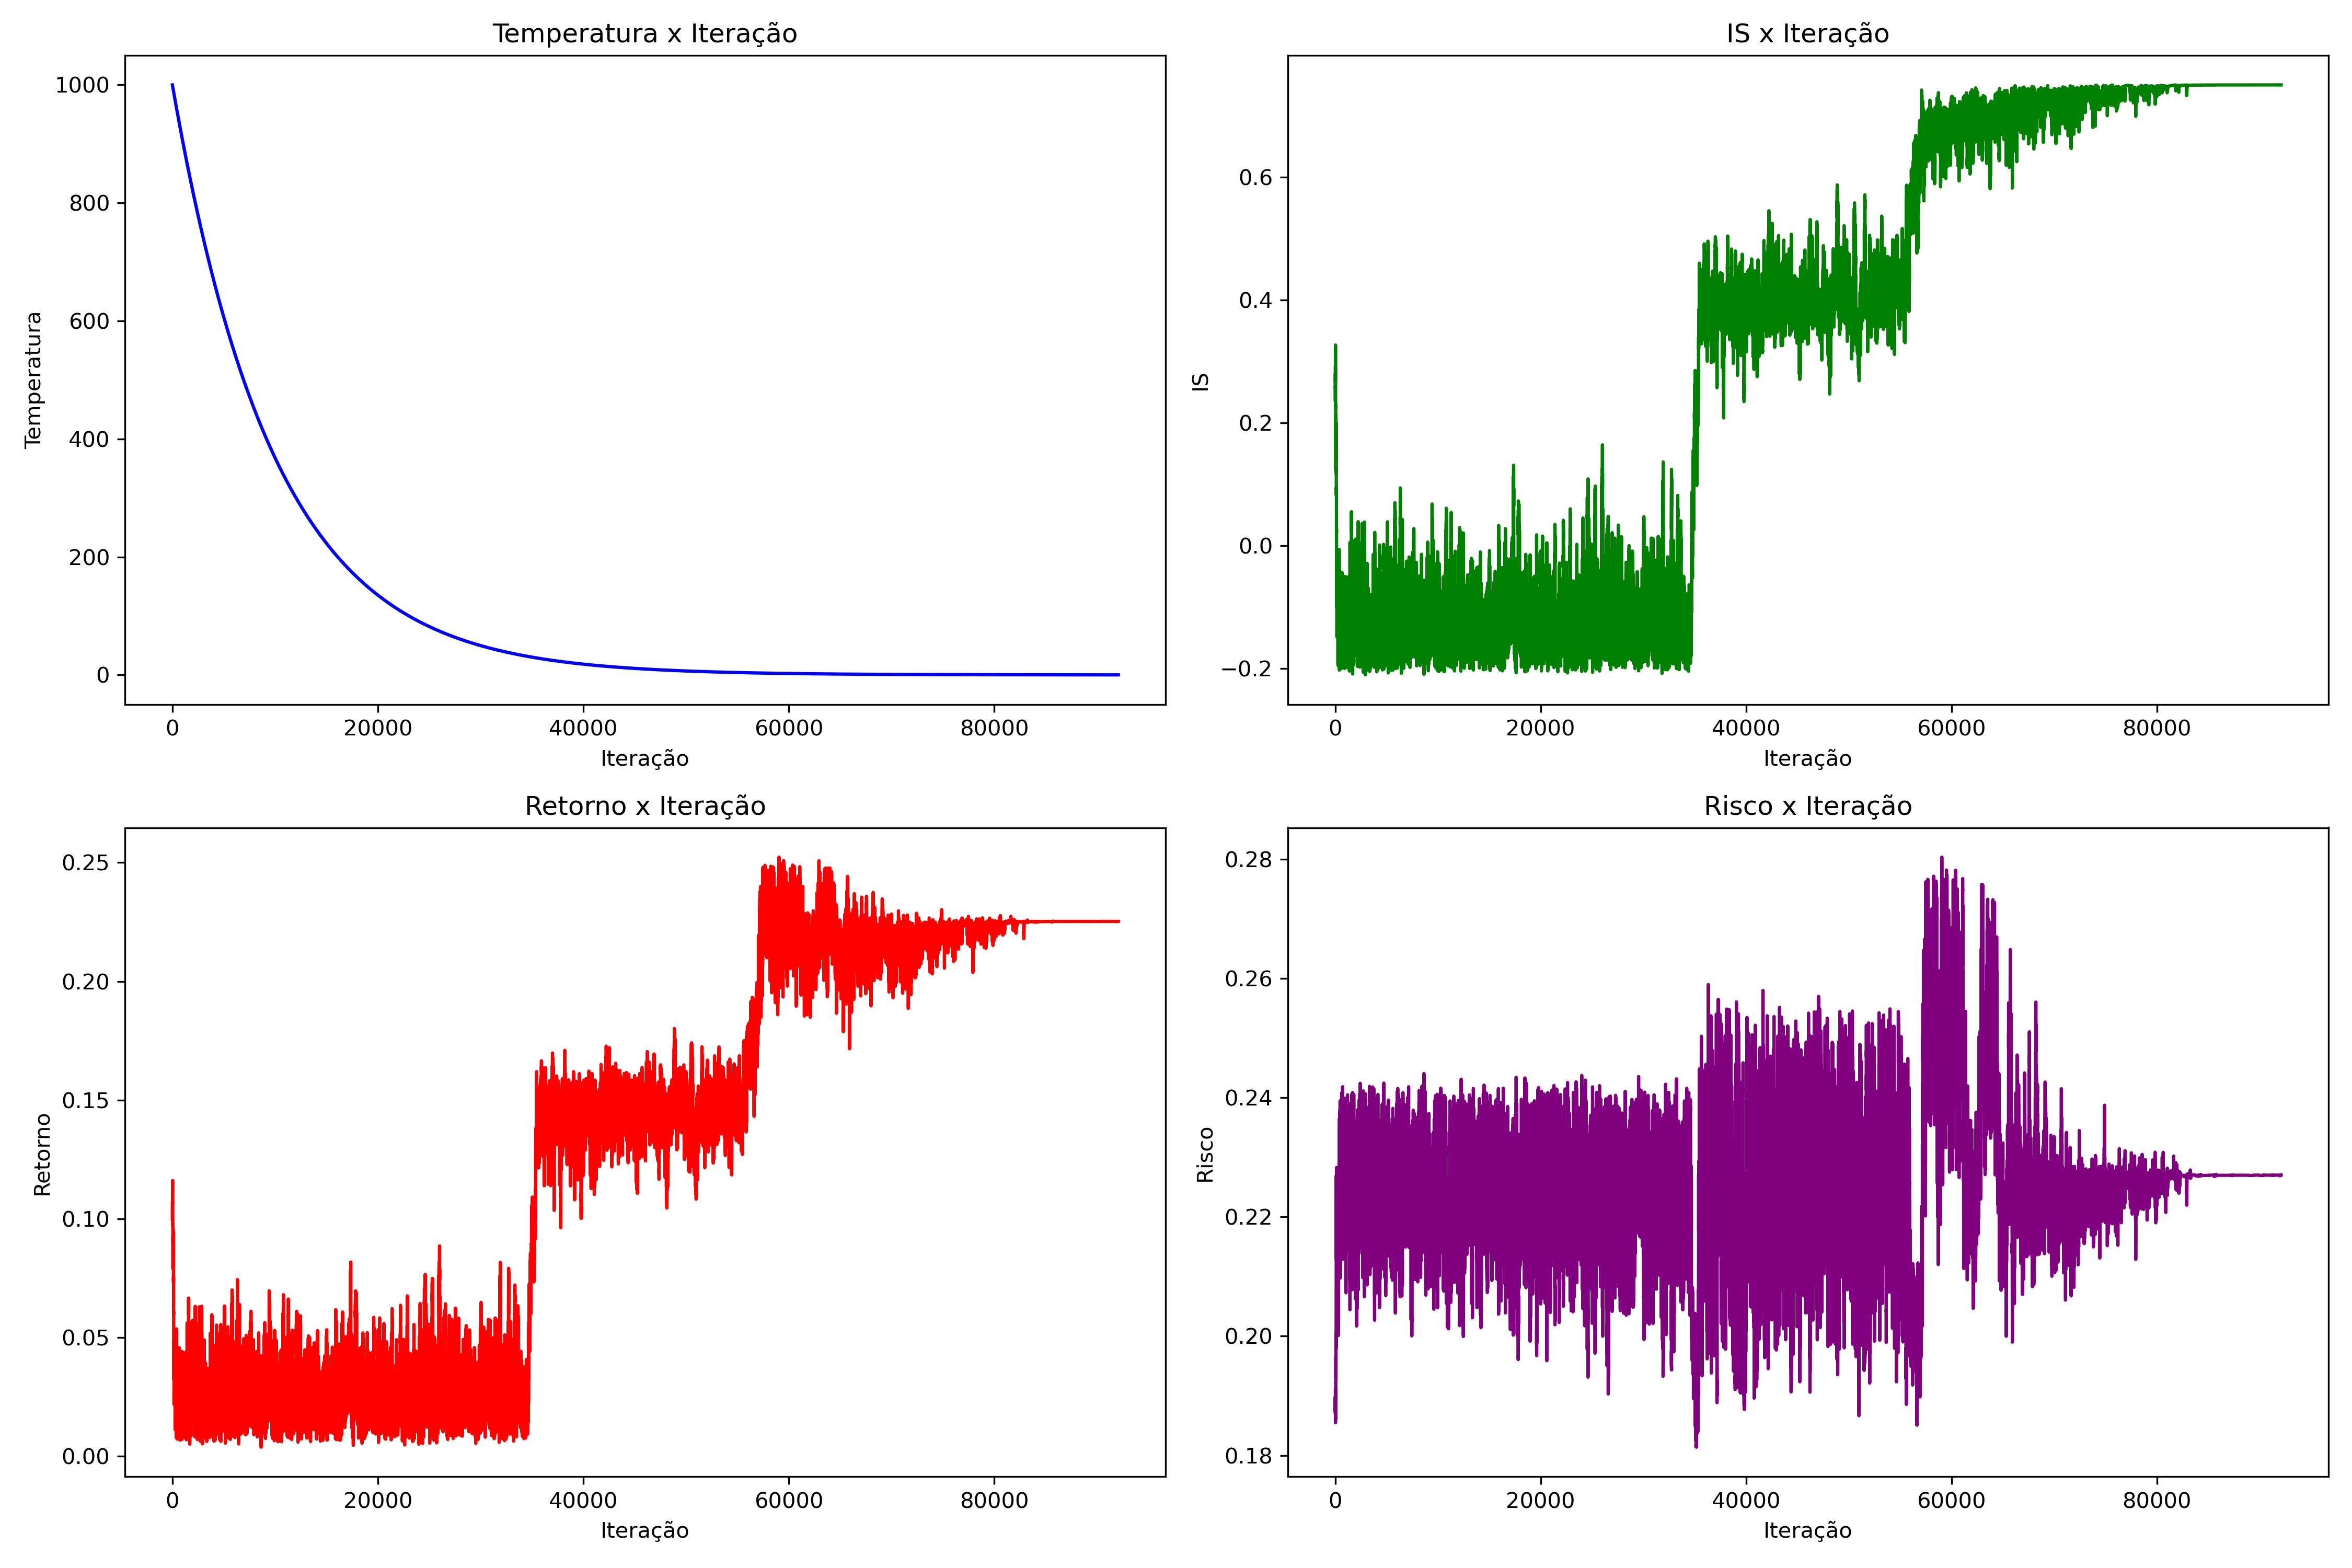 Temperatura x Iteração
1000
800
600
400
200
0
Temperatura
0 20000 40000 60000 80000
Iteração
IS x Iteração
0.6
0.4
0.2
0.0
−0.2
IS
0 20000 40000 60000 80000
Iteração
Retorno x Iteração
0.25
0.20
0.15
0.10
0.05
0.00
Retorno
0 20000 40000 60000 80000
Iteração
Risco x Iteração
0.28
0.26
0.24
0.22
0.20
0.18
Risco
0 20000 40000 60000 80000
Iteração